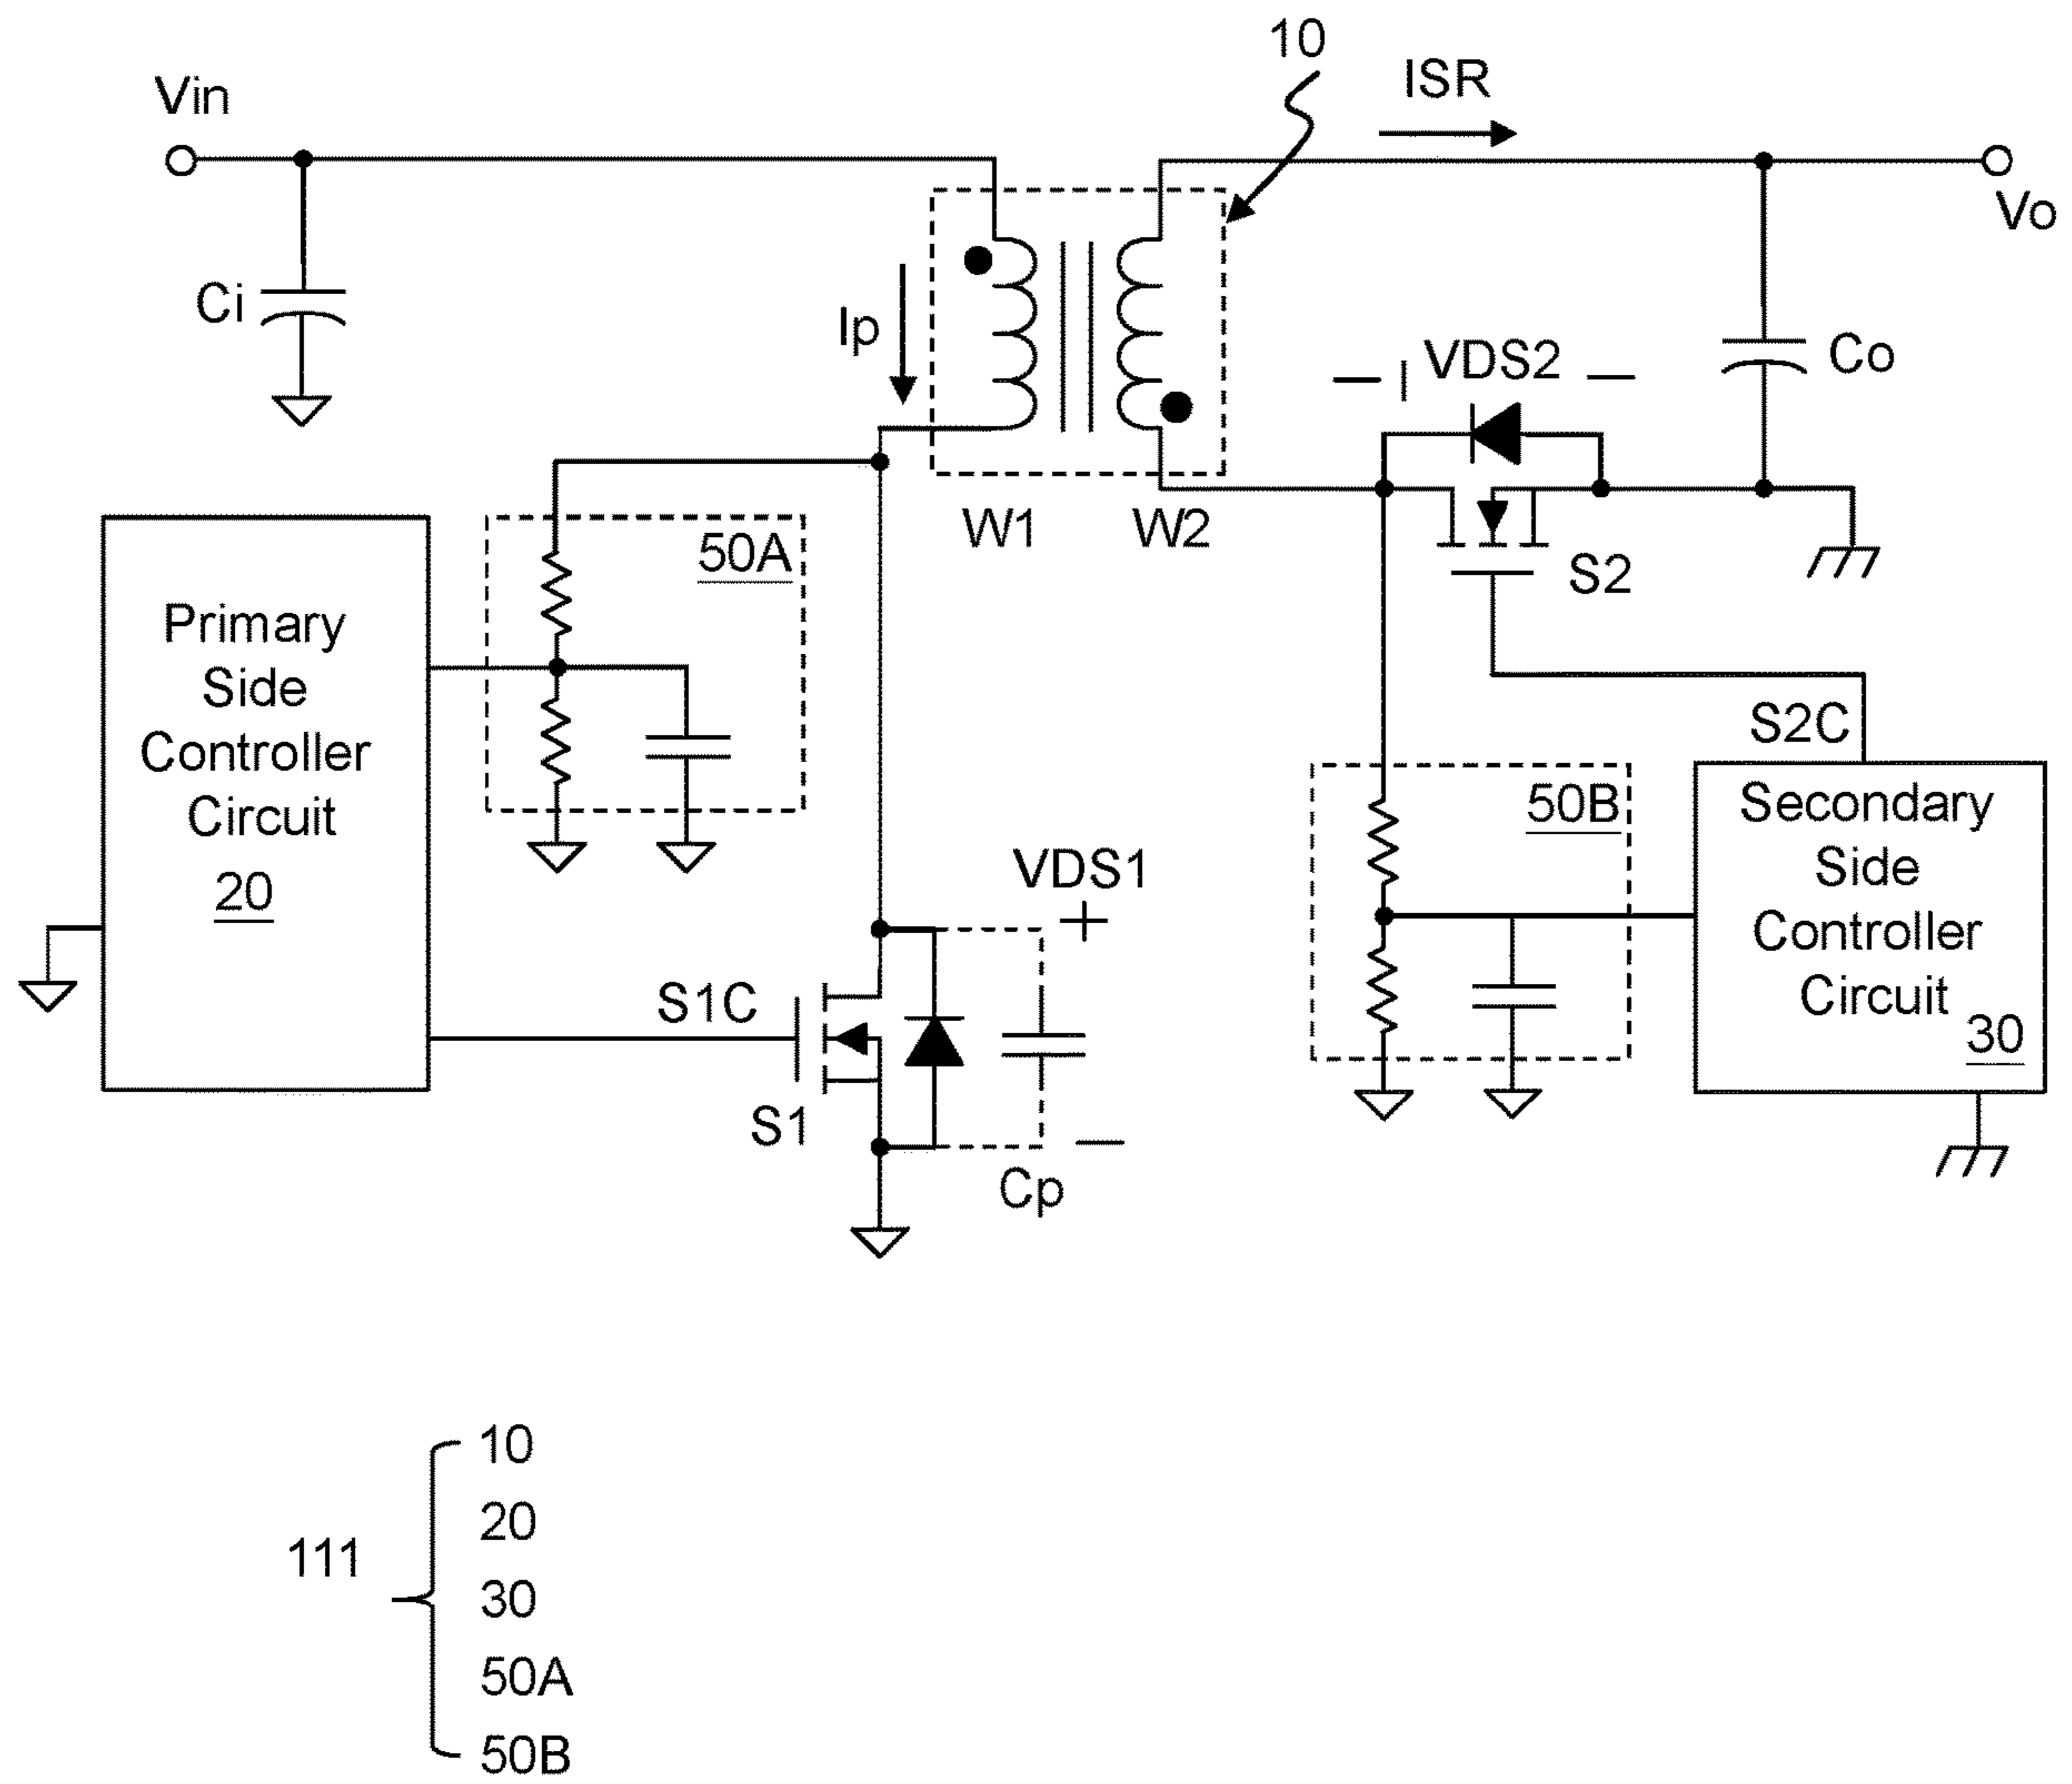 10
ISR
Vin
Vo
Ci
Ip
VDS2
Co
— |
—
W1
W2
S2
50A
Primary
Side
Controller
Circuit
20
S2C
50B
Secondary
Side
Controller
Circuit
30
VDS1
+
S1C
S1
—
Cp
111
10
20
30
50A
50B